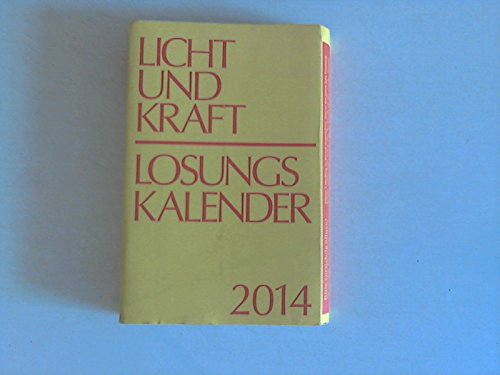 LICHT
UND
KRAFT
LOSUNGS
KALENDER
2014